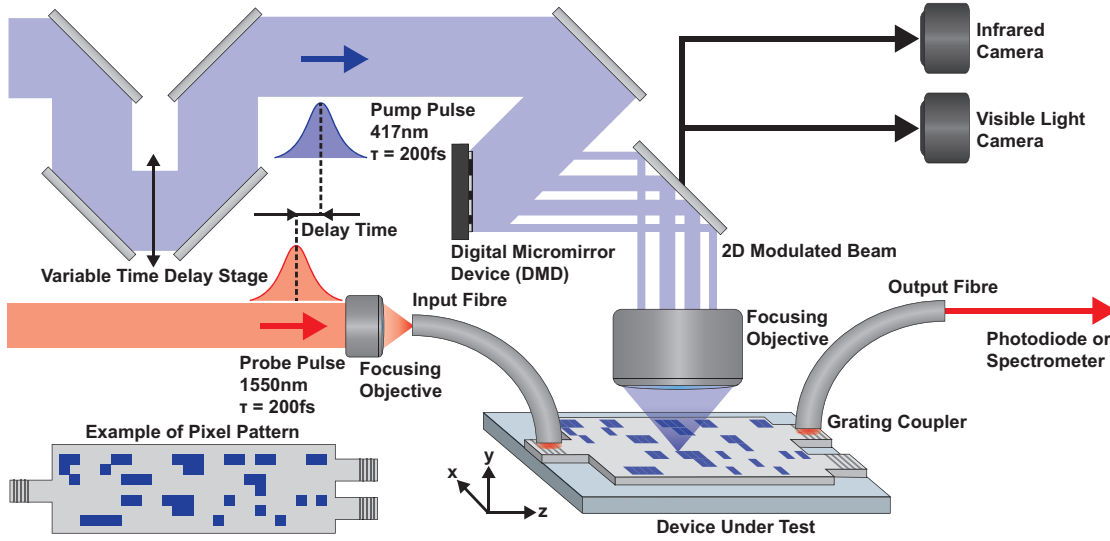 Infrared
Camera
Visible Light
Camera
Pump Pulse
417nm
τ = 200fs
Delay Time
Variable Time Delay Stage
Digital Micromirror
Device (DMD)
2D Modulated Beam
Input Fibre
Output Fibre
Focusing
Objective
Photodiode or
Spectrometer
Probe Pulse
1550nm
τ = 200fs
Focusing
Objective
Grating Coupler
Example of Pixel Pattern
y
x
z
Device Under Test